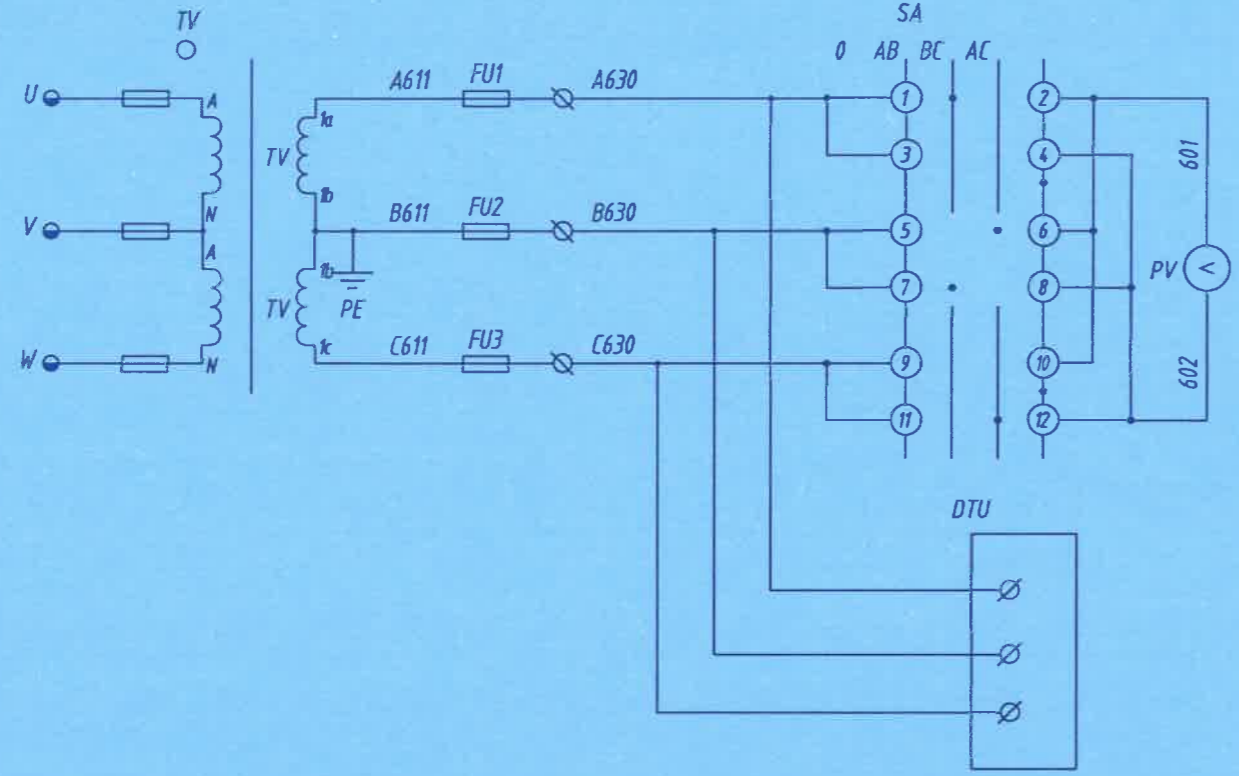 TV
SA
0 AB BC AC
U A A611 FU1 A630 1 2
1a
TV 3 4 601
N 1b
V B611 FU2 B630 5 6
A
1b PE 7 8 PV <
TV
1c C611 FU3 C630 9 10 602
W N
11 12
DTU